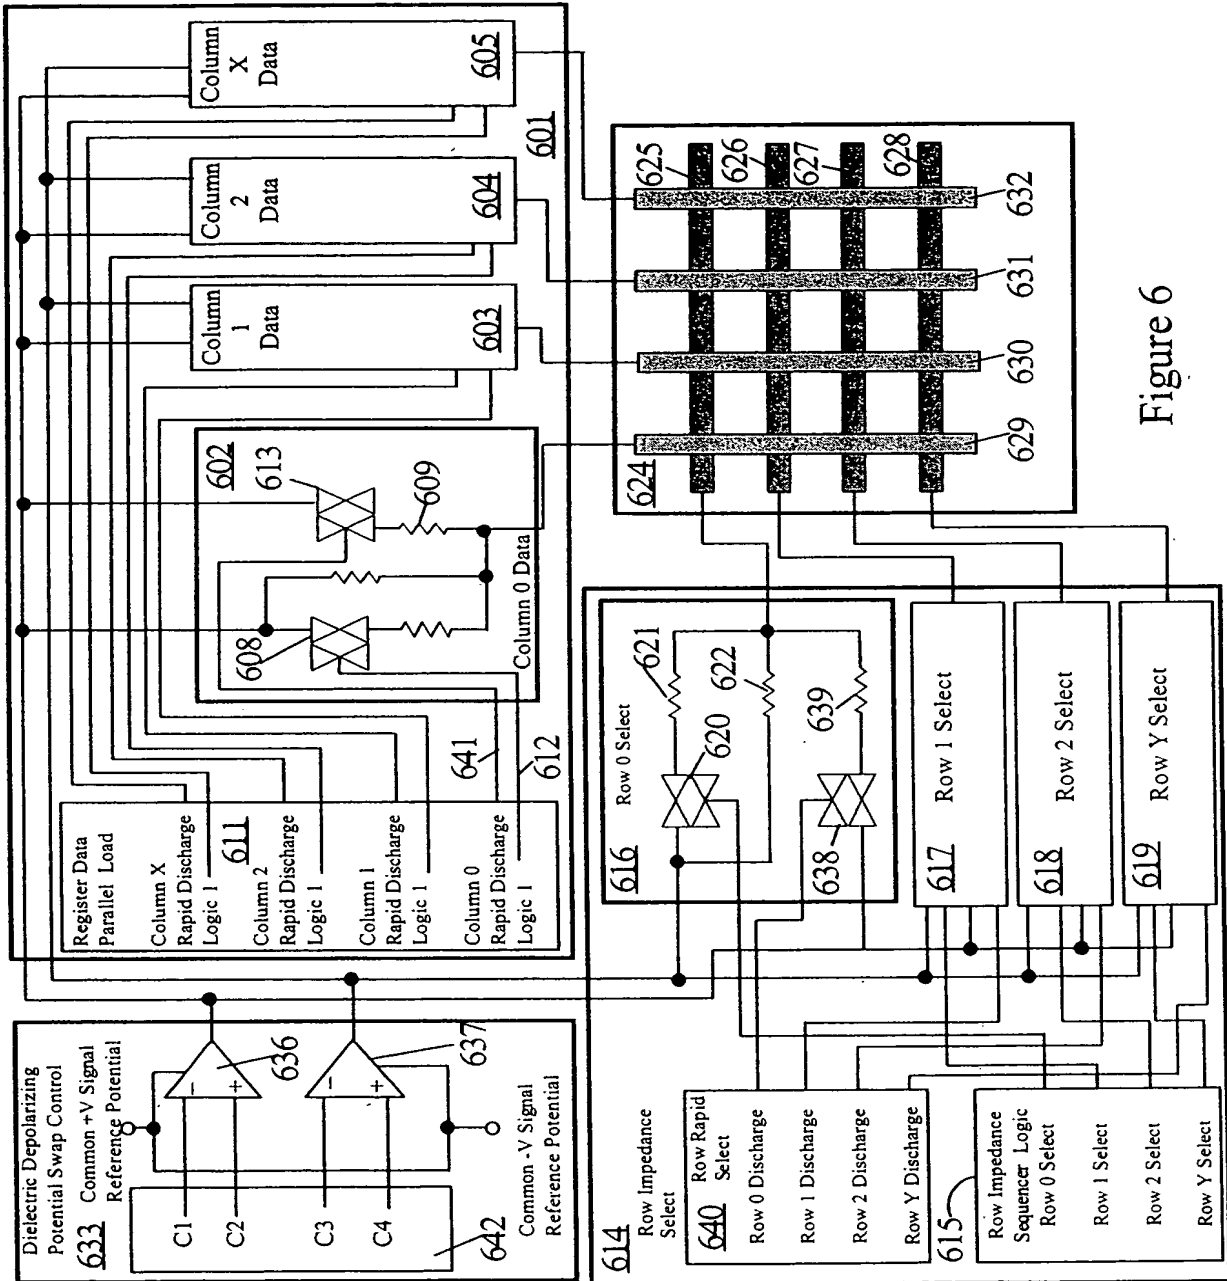 Dielectric Depolarizing
Potential Swap Control
633
Common +V Signal
Reference Potential
C1
C2
C3
C4
−
+
636
−
+
637
642
Common -V Signal
Reference Potential
Register Data
Parallel Load
611
Column X
Rapid Discharge
Logic 1
Column 2
Rapid Discharge
Logic 1
Column 1
Rapid Discharge
Logic 1
Column 0
Rapid Discharge
Logic 1
641
612
602
613
609
608
Column 0 Data
Column
1
Data
603
Column
2
Data
604
Column
X
Data
605
601
614
Row Impedance
Select
640
Row Rapid
Select
Row 0 Discharge
Row 1 Discharge
Row 2 Discharge
Row Y Discharge
615
Row Impedance
Sequencer Logic
Row 0 Select
Row 1 Select
Row 2 Select
Row Y Select
616
Row 0 Select
621
620
622
638
639
617
Row 1 Select
618
Row 2 Select
619
Row Y Select
624
625
626
627
628
629
630
631
632
Figure 6